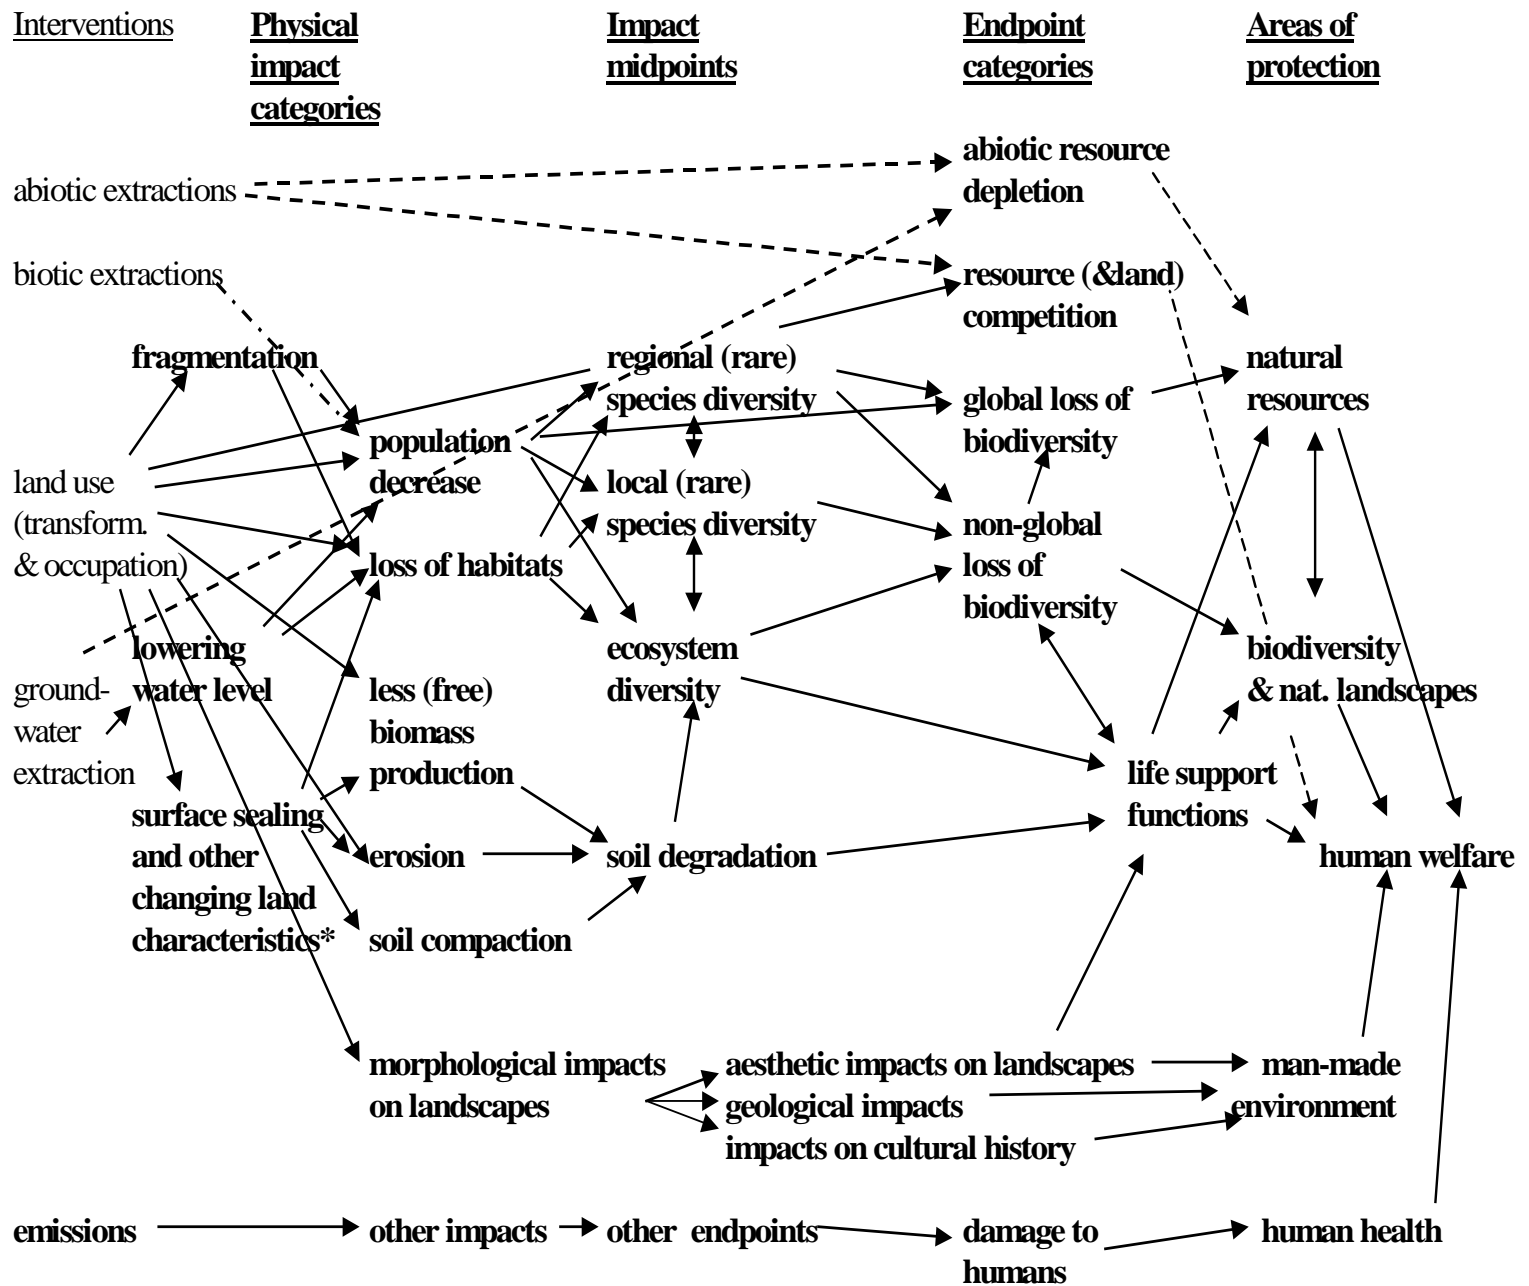 Interventions
Physical
impact
categories
Impact
midpoints
Endpoint
categories
Areas of
protection
abiotic extractions
abiotic resource
depletion
biotic extractions
resource (&land)
competition
fragmentation
regional (rare)
species diversity
natural
resources
global loss of
biodiversity
population
decrease
land use
(transform.
& occupation)
local (rare)
species diversity
non-global
loss of
biodiversity
loss of habitats
lowering
water level
ecosystem
diversity
biodiversity
& nat. landscapes
ground-
water
extraction
less (free)
biomass
production
life support
functions
surface sealing
and other
changing land
characteristics*
erosion
soil degradation
human welfare
soil compaction
morphological impacts
on landscapes
aesthetic impacts on landscapes
geological impacts
impacts on cultural history
man-made
environment
emissions
other impacts
other endpoints
damage to
humans
human health